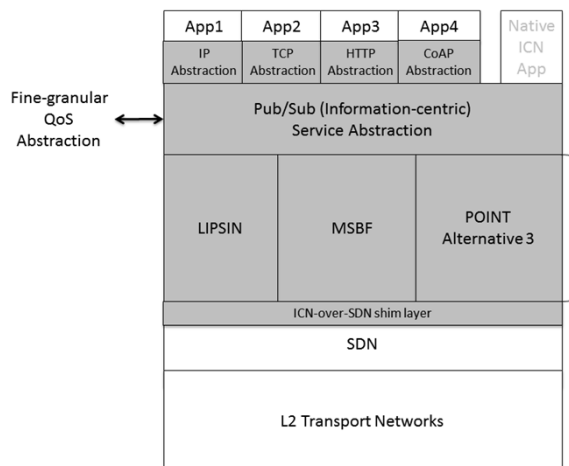 App1
App2
App3
App4
Native
ICN
App
IP
Abstraction
TCP
Abstraction
HTTP
Abstraction
CoAP
Abstraction
Fine-granular
QoS
Abstraction
Pub/Sub (Information-centric)
Service Abstraction
LIPSIN
MSBF
POINT
Alternative 3
ICN-over-SDN shim layer
SDN
L2 Transport Networks